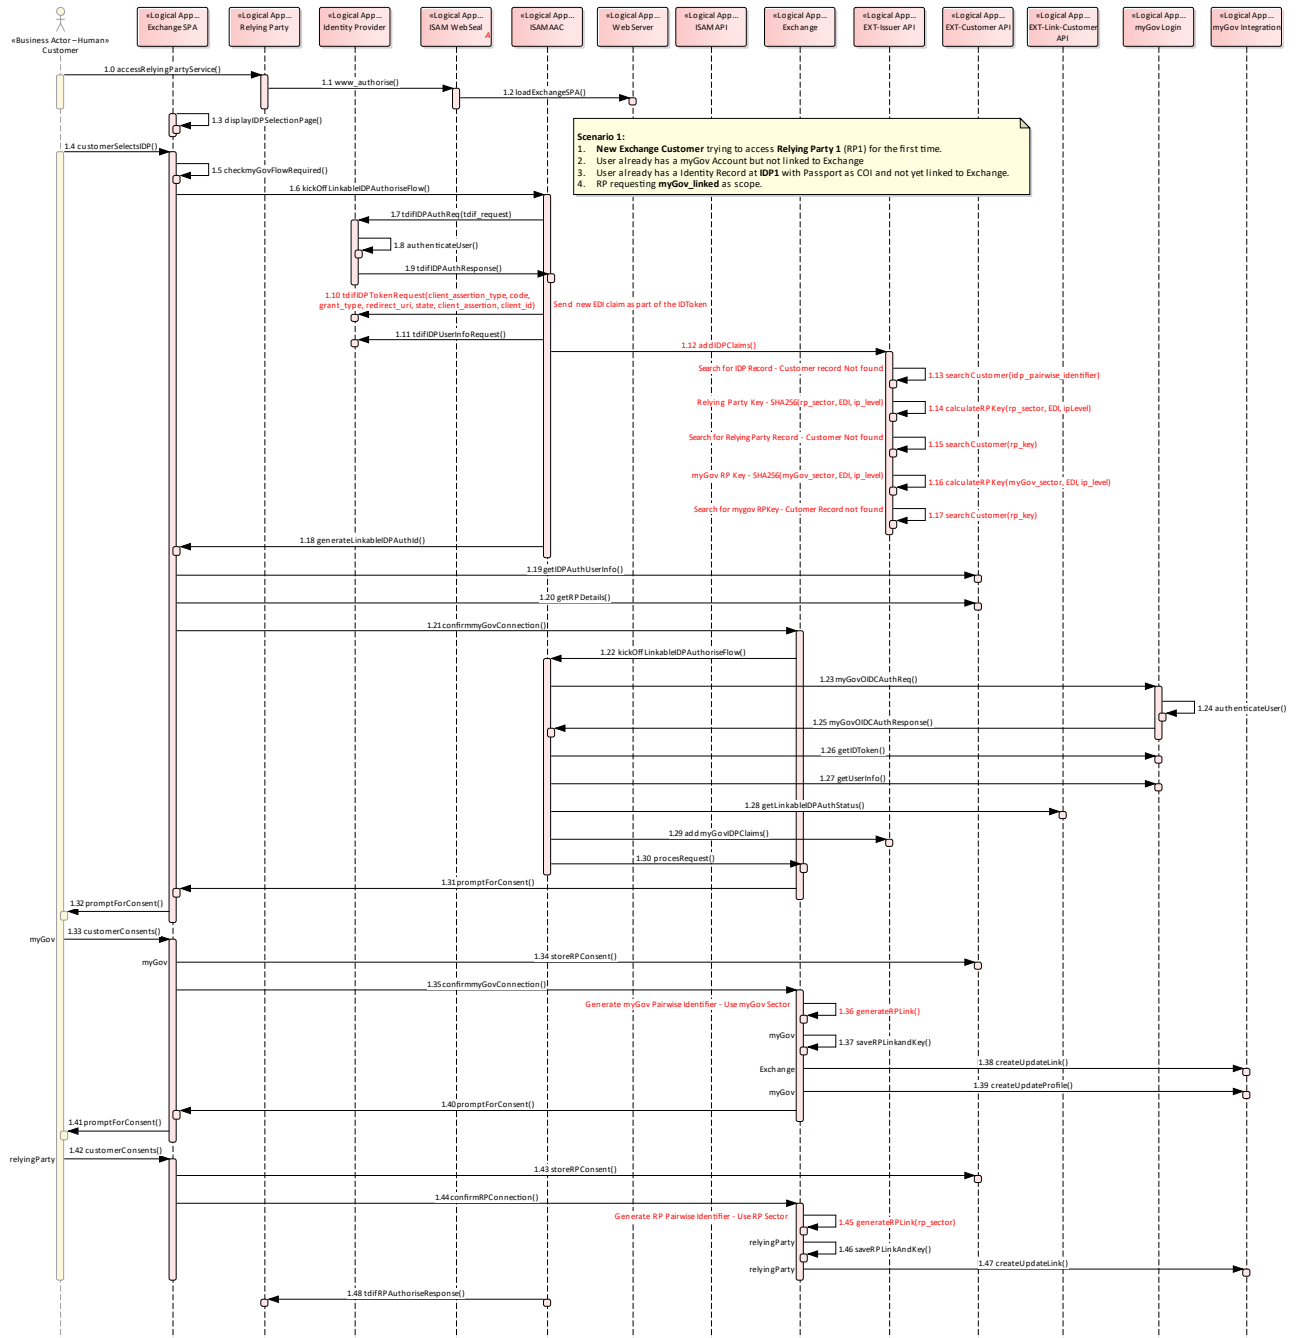 «Logical App...
Exchange SPA
«Logical App...
Relying Party
«Logical App...
Identity Provider
«Logical App...
ISAM WebSeal
A
«Logical App...
ISAM AAC
«Logical App...
Web Server
«Logical App...
ISAM API
«Logical App...
Exchange
«Logical App...
EXT-Issuer API
«Logical App...
EXT-Customer API
«Logical App...
EXT-Link-Customer
API
«Logical App...
myGov Login
«Logical App...
myGov Integration
«Business Actor – Human»
Customer
1.0 accessRelyingPartyService()
1.1 www_authorise()
1.2 loadExchangeSPA()
1.3 displayIDPSelectionPage()
Scenario 1:
1. New Exchange Customer trying to access Relying Party 1 (RP1) for the first time.
2. User already has a myGov Account but not linked to Exchange
3. User already has a Identity Record at IDP1 with Passport as COI and not yet linked to Exchange.
4. RP requesting myGov_linked as scope.
1.4 customerSelectsIDP()
1.5 checkmyGovFlowRequired()
1.6 kickOffLinkableIDPAuthoriseFlow()
1.7 tdifIDPAuthReq(tdif_request)
1.8 authenticateUser()
1.9 tdifIDPAuthResponse()
1.10 tdifIDPTokenRequest(client_assertion_type, code,
grant_type, redirect_uri, state, client_assertion, client_id)
Send new EDI claim as part of the IDToken
1.11 tdifIDPUserInfoRequest()
1.12 addIDPClaims()
Search for IDP Record - Customer record Not found
1.13 searchCustomer(idp_pairwise_identifier)
Relying Party Key - SHA256(rp_sector, EDI, ip_level)
1.14 calculateRPKey(rp_sector, EDI, ipLevel)
Search for Relying Party Record - Customer Not found
1.15 searchCustomer(rp_key)
myGov RP Key - SHA256(myGov_sector, EDI, ip_level)
1.16 calculateRPKey(myGov_sector, EDI, ip_level)
Search for mygov RPKey - Cutomer Record not found
1.17 searchCustomer(rp_key)
1.18 generateLinkableIDPAuthId()
1.19 getIDPAuthUserInfo()
1.20 getRPDetails()
1.21 confirmmyGovConnection()
1.22 kickOffLinkableIDPAuthoriseFlow()
1.23 myGovOIDCAuthReq()
1.24 authenticateUser()
1.25 myGovOIDCAuthResponse()
1.26 getIDToken()
1.27 getUserInfo()
1.28 getLinkableIDPAuthStatus()
1.29 addmyGovIDPClaims()
1.30 procesRequest()
1.31 promptForConsent()
1.32 promptForConsent()
myGov
1.33 customerConsents()
myGov
1.34 storeRPConsent()
1.35 confirmmyGovConnection()
Generate myGov Pairwise Identifier - Use myGov Sector
1.36 generateRPLink()
myGov
1.37 saveRPLinkandKey()
Exchange
1.38 createUpdateLink()
myGov
1.39 createUpdateProfile()
1.40 promptForConsent()
1.41 promptForConsent()
relyingParty
1.42 customerConsents()
1.43 storeRPConsent()
1.44 confirmRPConnection()
Generate RP Pairwise Identifier - Use RP Sector
1.45 generateRPLink(rp_sector)
relyingParty
1.46 saveRPLinkAndKey()
relyingParty
1.47 createUpdateLink()
1.48 tdifRPAuthoriseResponse()